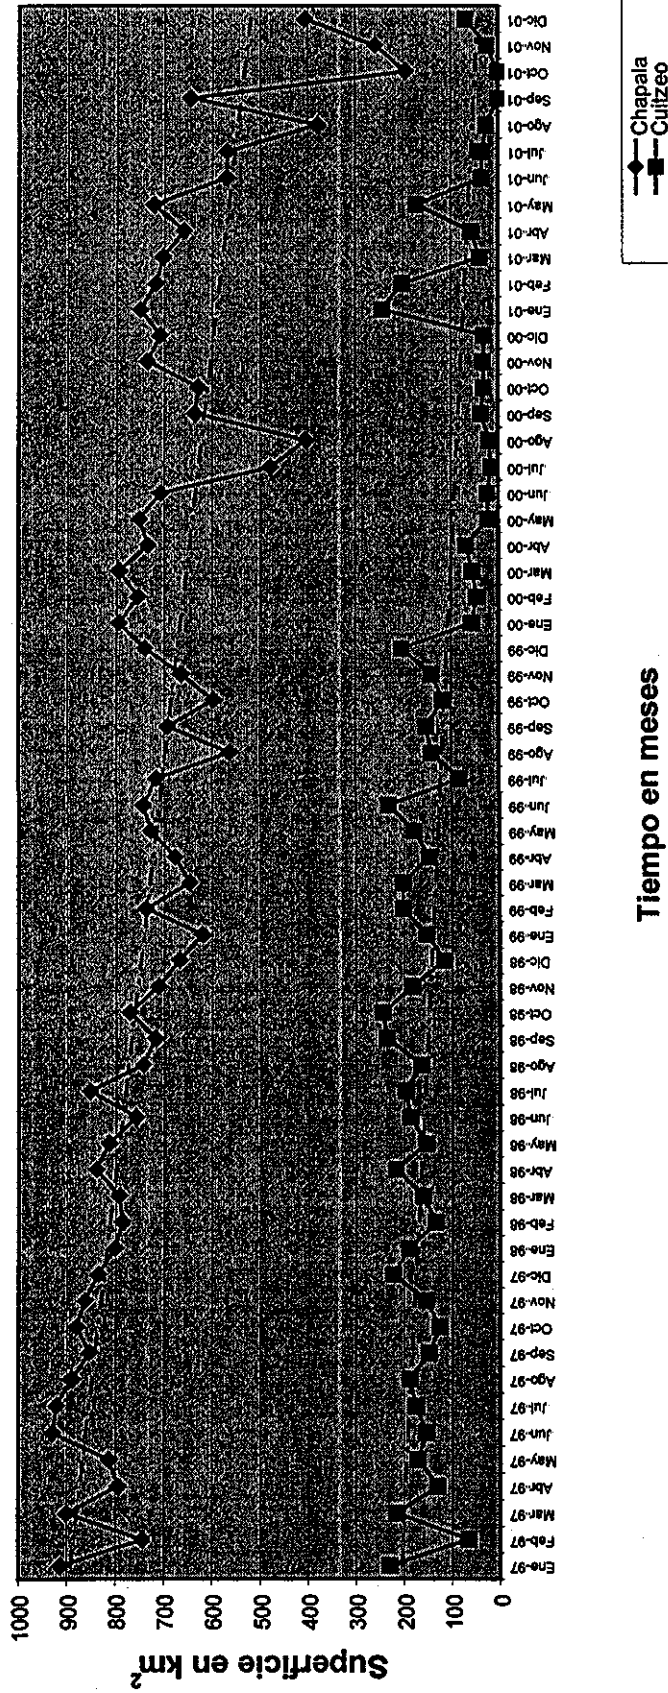 Superficie en km²
1000
900
800
700
600
500
400
300
200
100
0
Ene-97
Feb-97
Mar-97
Abr-97
May-97
Jun-97
Jul-97
Ago-97
Sep-97
Oct-97
Nov-97
Dic-97
Ene-98
Feb-98
Mar-98
Abr-98
May-98
Jun-98
Jul-98
Ago-98
Sep-98
Oct-98
Nov-98
Dic-98
Ene-99
Feb-99
Mar-99
Abr-99
May-99
Jun-99
Jul-99
Ago-99
Sep-99
Oct-99
Nov-99
Dic-99
Ene-00
Feb-00
Mar-00
Abr-00
May-00
Jun-00
Jul-00
Ago-00
Sep-00
Oct-00
Nov-00
Dic-00
Ene-01
Feb-01
Mar-01
Abr-01
May-01
Jun-01
Jul-01
Ago-01
Sep-01
Oct-01
Nov-01
Dic-01
Tiempo en meses
Chapala
Cuitzeo